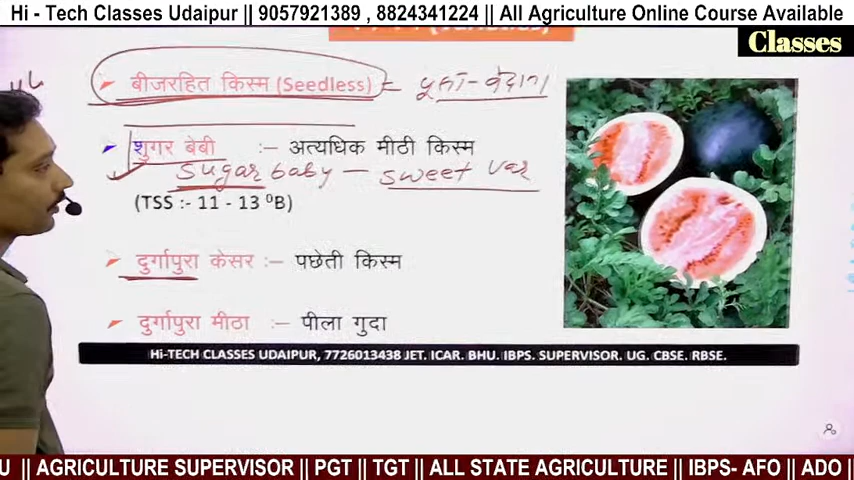 Hi - Tech Classes Udaipur || 9057921389 , 8824341224 || All Agriculture Online Course Available
Classes
बीजरहित किस्म (Seedless) = पूसा-बेदाना
शुगर बेबी :- अत्यधिक मीठी किस्म
Sugar baby — sweet var
(TSS :- 11 - 13 ⁰B)
दुर्गापुरा केसर :- पछेती किस्म
दुर्गापुरा मीठा :- पीला गुदा
Hi-TECH CLASSES UDAIPUR, 7726013438 JET. ICAR. BHU. IBPS. SUPERVISOR. UG. CBSE. RBSE.
U || AGRICULTURE SUPERVISOR || PGT || TGT || ALL STATE AGRICULTURE || IBPS- AFO || ADO ||